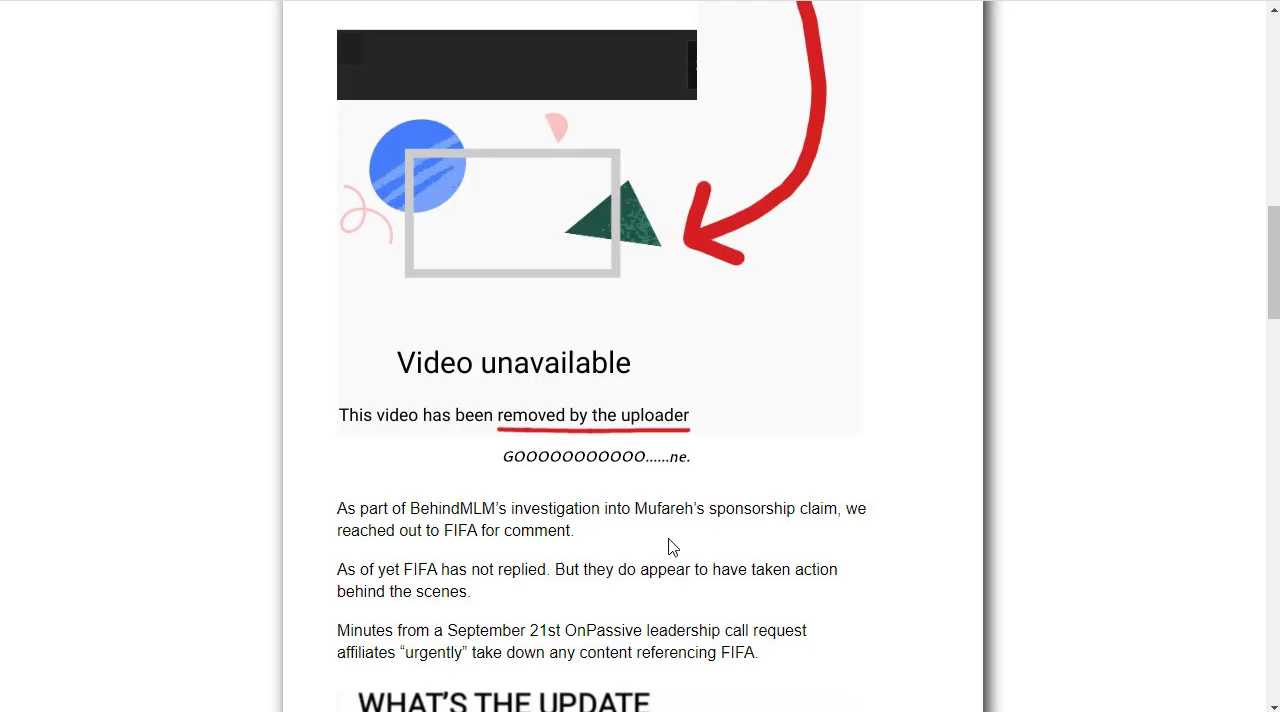 Video unavailable
This video has been removed by the uploader
GOOOOOOOOOOO......ne.
As part of BehindMLM’s investigation into Mufareh’s sponsorship claim, we
reached out to FIFA for comment.
As of yet FIFA has not replied. But they do appear to have taken action
behind the scenes.
Minutes from a September 21st OnPassive leadership call request
affiliates “urgently” take down any content referencing FIFA.
WHAT’S THE UPDATE